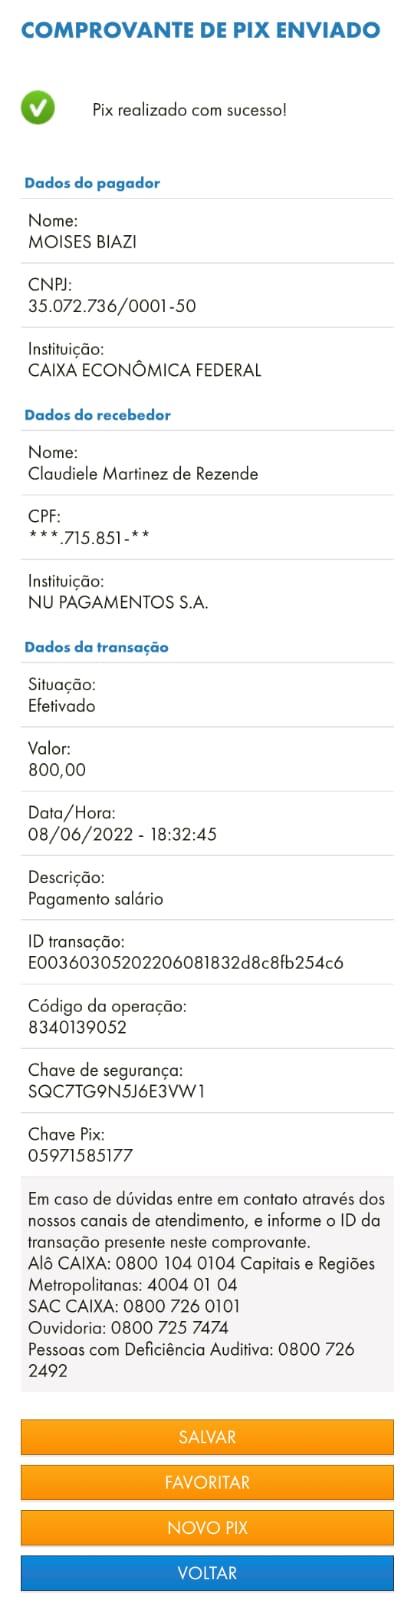 COMPROVANTE DE PIX ENVIADO
Pix realizado com sucesso!
Dados do pagador
Nome:
MOISES BIAZI
CNPJ:
35.072.736/0001-50
Instituição:
CAIXA ECONÔMICA FEDERAL
Dados do recebedor
Nome:
Claudiele Martinez de Rezende
CPF:
***.715.851-**
Instituição:
NU PAGAMENTOS S.A.
Dados da transação
Situação:
Efetivado
Valor:
800,00
Data/Hora:
08/06/2022 - 18:32:45
Descrição:
Pagamento salário
ID transação:
E00360305202206081832d8c8fb254c6
Código da operação:
8340139052
Chave de segurança:
SQC7TG9N5J6E3VW1
Chave Pix:
05971585177
Em caso de dúvidas entre em contato através dos
nossos canais de atendimento, e informe o ID da
transação presente neste comprovante.
Alô CAIXA: 0800 104 0104 Capitais e Regiões
Metropolitanas: 4004 01 04
SAC CAIXA: 0800 726 0101
Ouvidoria: 0800 725 7474
Pessoas com Deficiência Auditiva: 0800 726
2492
SALVAR
FAVORITAR
NOVO PIX
VOLTAR